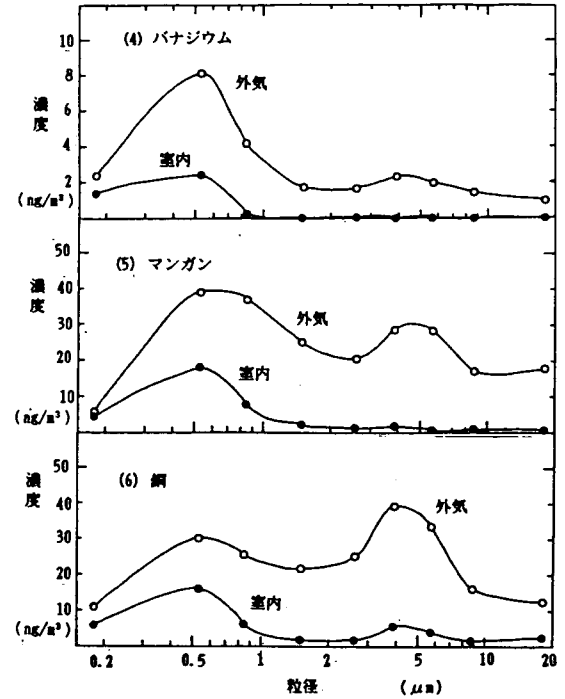 10
(4) バナジウム
8
外気
濃度
6
4
室内
2
(ng/m³)
50
(5) マンガン
40
濃度
外気
30
20
室内
10
(ng/m³)
50
(6) 銅
濃度
40
外気
30
20
室内
10
(ng/m³)
0.2 0.5 1 2 5 10 20
粒径 (μm)